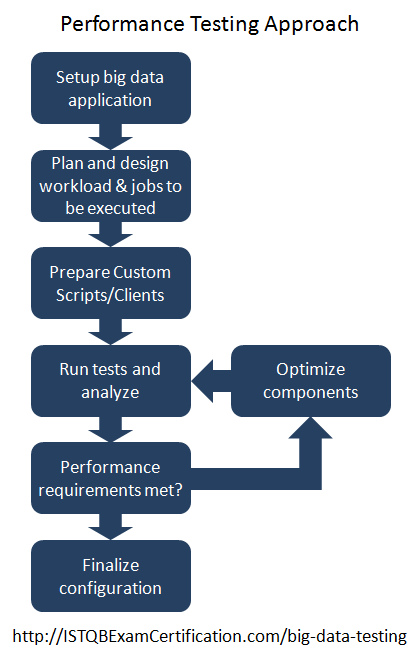 Performance Testing Approach
Setup big data
application
Plan and design
workload & jobs to
be executed
Prepare Custom
Scripts/Clients
Run tests and
analyze
Optimize
components
Performance
requirements met?
Finalize
configuration
http://ISTQBExamCertification.com/big-data-testing